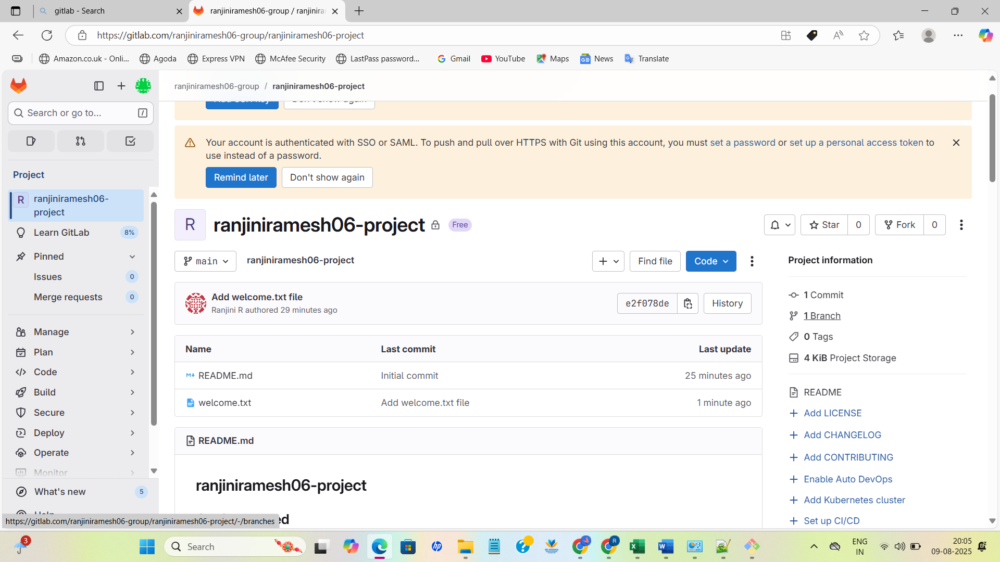 gitlab - Search
ranjiniramesh06-group / ranjinira
https://gitlab.com/ranjiniramesh06-group/ranjiniramesh06-project
Amazon.co.uk - Onli...
Agoda
Express VPN
McAfee Security
LastPass password...
Gmail
YouTube
Maps
News
Translate
ranjiniramesh06-group / ranjiniramesh06-project
Search or go to...
/
Your account is authenticated with SSO or SAML. To push and pull over HTTPS with Git using this account, you must set a password or set up a personal access token to
use instead of a password.
Remind later
Don't show again
Project
R
ranjiniramesh06-
project
Learn GitLab
8%
Pinned
Issues
0
Merge requests
0
Manage
Plan
Code
Build
Secure
Deploy
Operate
Monitor
What's new
5
R
ranjiniramesh06-project
Free
Star
0
Fork
0
main
ranjiniramesh06-project
Find file
Code
Add welcome.txt file
Ranjini R authored 29 minutes ago
e2f078de
History
Name
Last commit
Last update
README.md
Initial commit
25 minutes ago
welcome.txt
Add welcome.txt file
1 minute ago
README.md
ranjiniramesh06-project
Project information
1 Commit
1 Branch
0 Tags
4 KiB Project Storage
README
Add LICENSE
Add CHANGELOG
Add CONTRIBUTING
Enable Auto DevOps
Add Kubernetes cluster
Set up CI/CD
https://gitlab.com/ranjiniramesh06-group/ranjiniramesh06-project/-/branches
3
Search
ENG
IN
20:05
09-08-2025